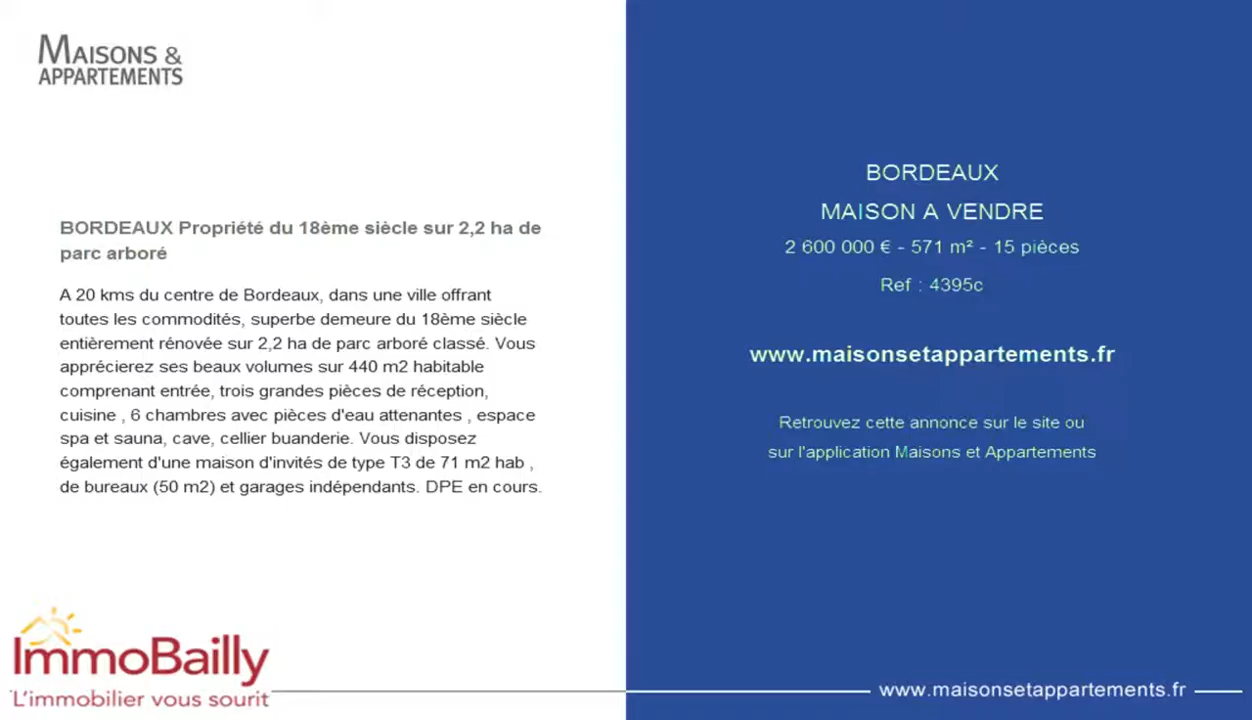 MAISONS &
APPARTEMENTS
BORDEAUX Propriété du 18ème siècle sur 2,2 ha de
parc arboré
A 20 kms du centre de Bordeaux, dans une ville offrant
toutes les commodités, superbe demeure du 18ème siècle
entièrement rénovée sur 2,2 ha de parc arboré classé. Vous
apprécierez ses beaux volumes sur 440 m2 habitable
comprenant entrée, trois grandes pièces de réception,
cuisine , 6 chambres avec pièces d'eau attenantes , espace
spa et sauna, cave, cellier buanderie. Vous disposez
également d'une maison d'invités de type T3 de 71 m2 hab ,
de bureaux (50 m2) et garages indépendants. DPE en cours.
ImmoBailly
L'immobilier vous sourit
BORDEAUX
MAISON A VENDRE
2 600 000 € - 571 m² - 15 pièces
Ref : 4395c
www.maisonsetappartements.fr
Retrouvez cette annonce sur le site ou
sur l'application Maisons et Appartements
www.maisonsetappartements.fr